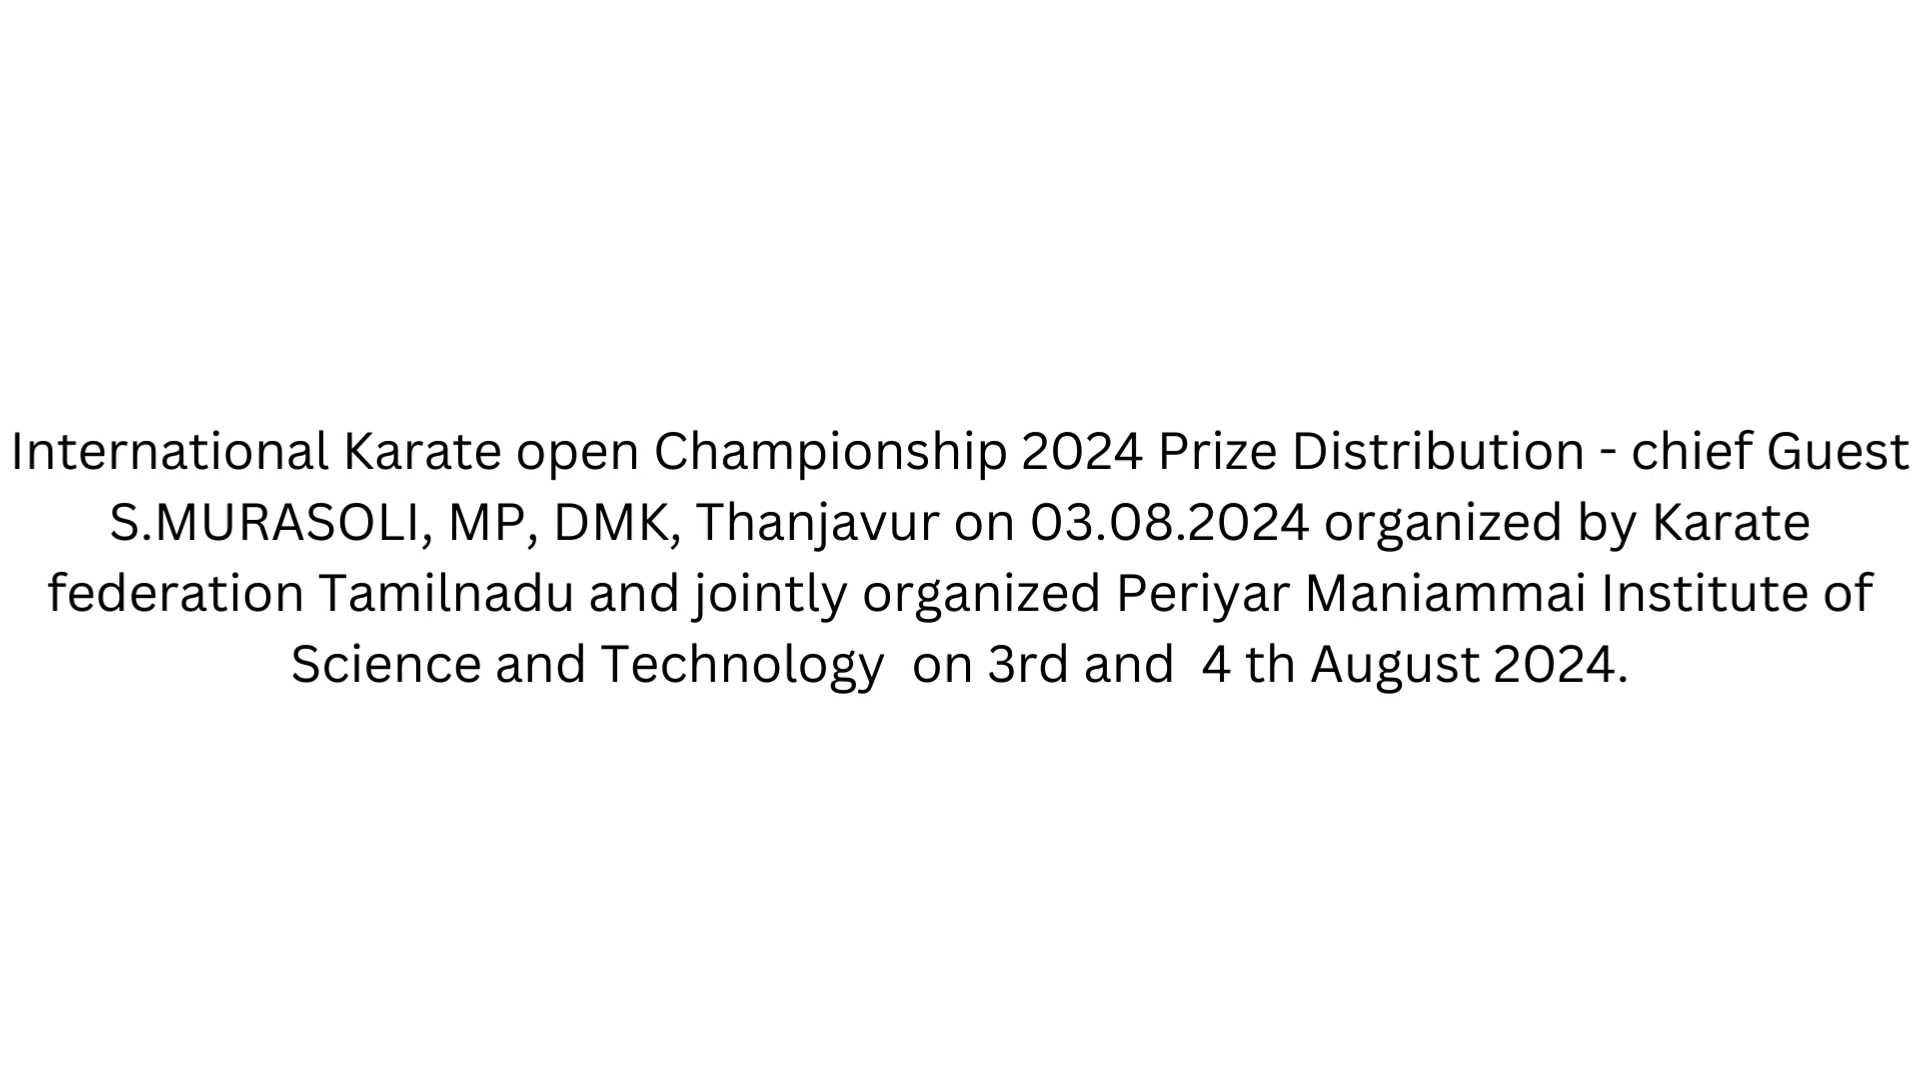 International Karate open Championship 2024 Prize Distribution - chief Guest
S.MURASOLI, MP, DMK, Thanjavur on 03.08.2024 organized by Karate
federation Tamilnadu and jointly organized Periyar Maniammai Institute of
Science and Technology  on 3rd and  4 th August 2024.